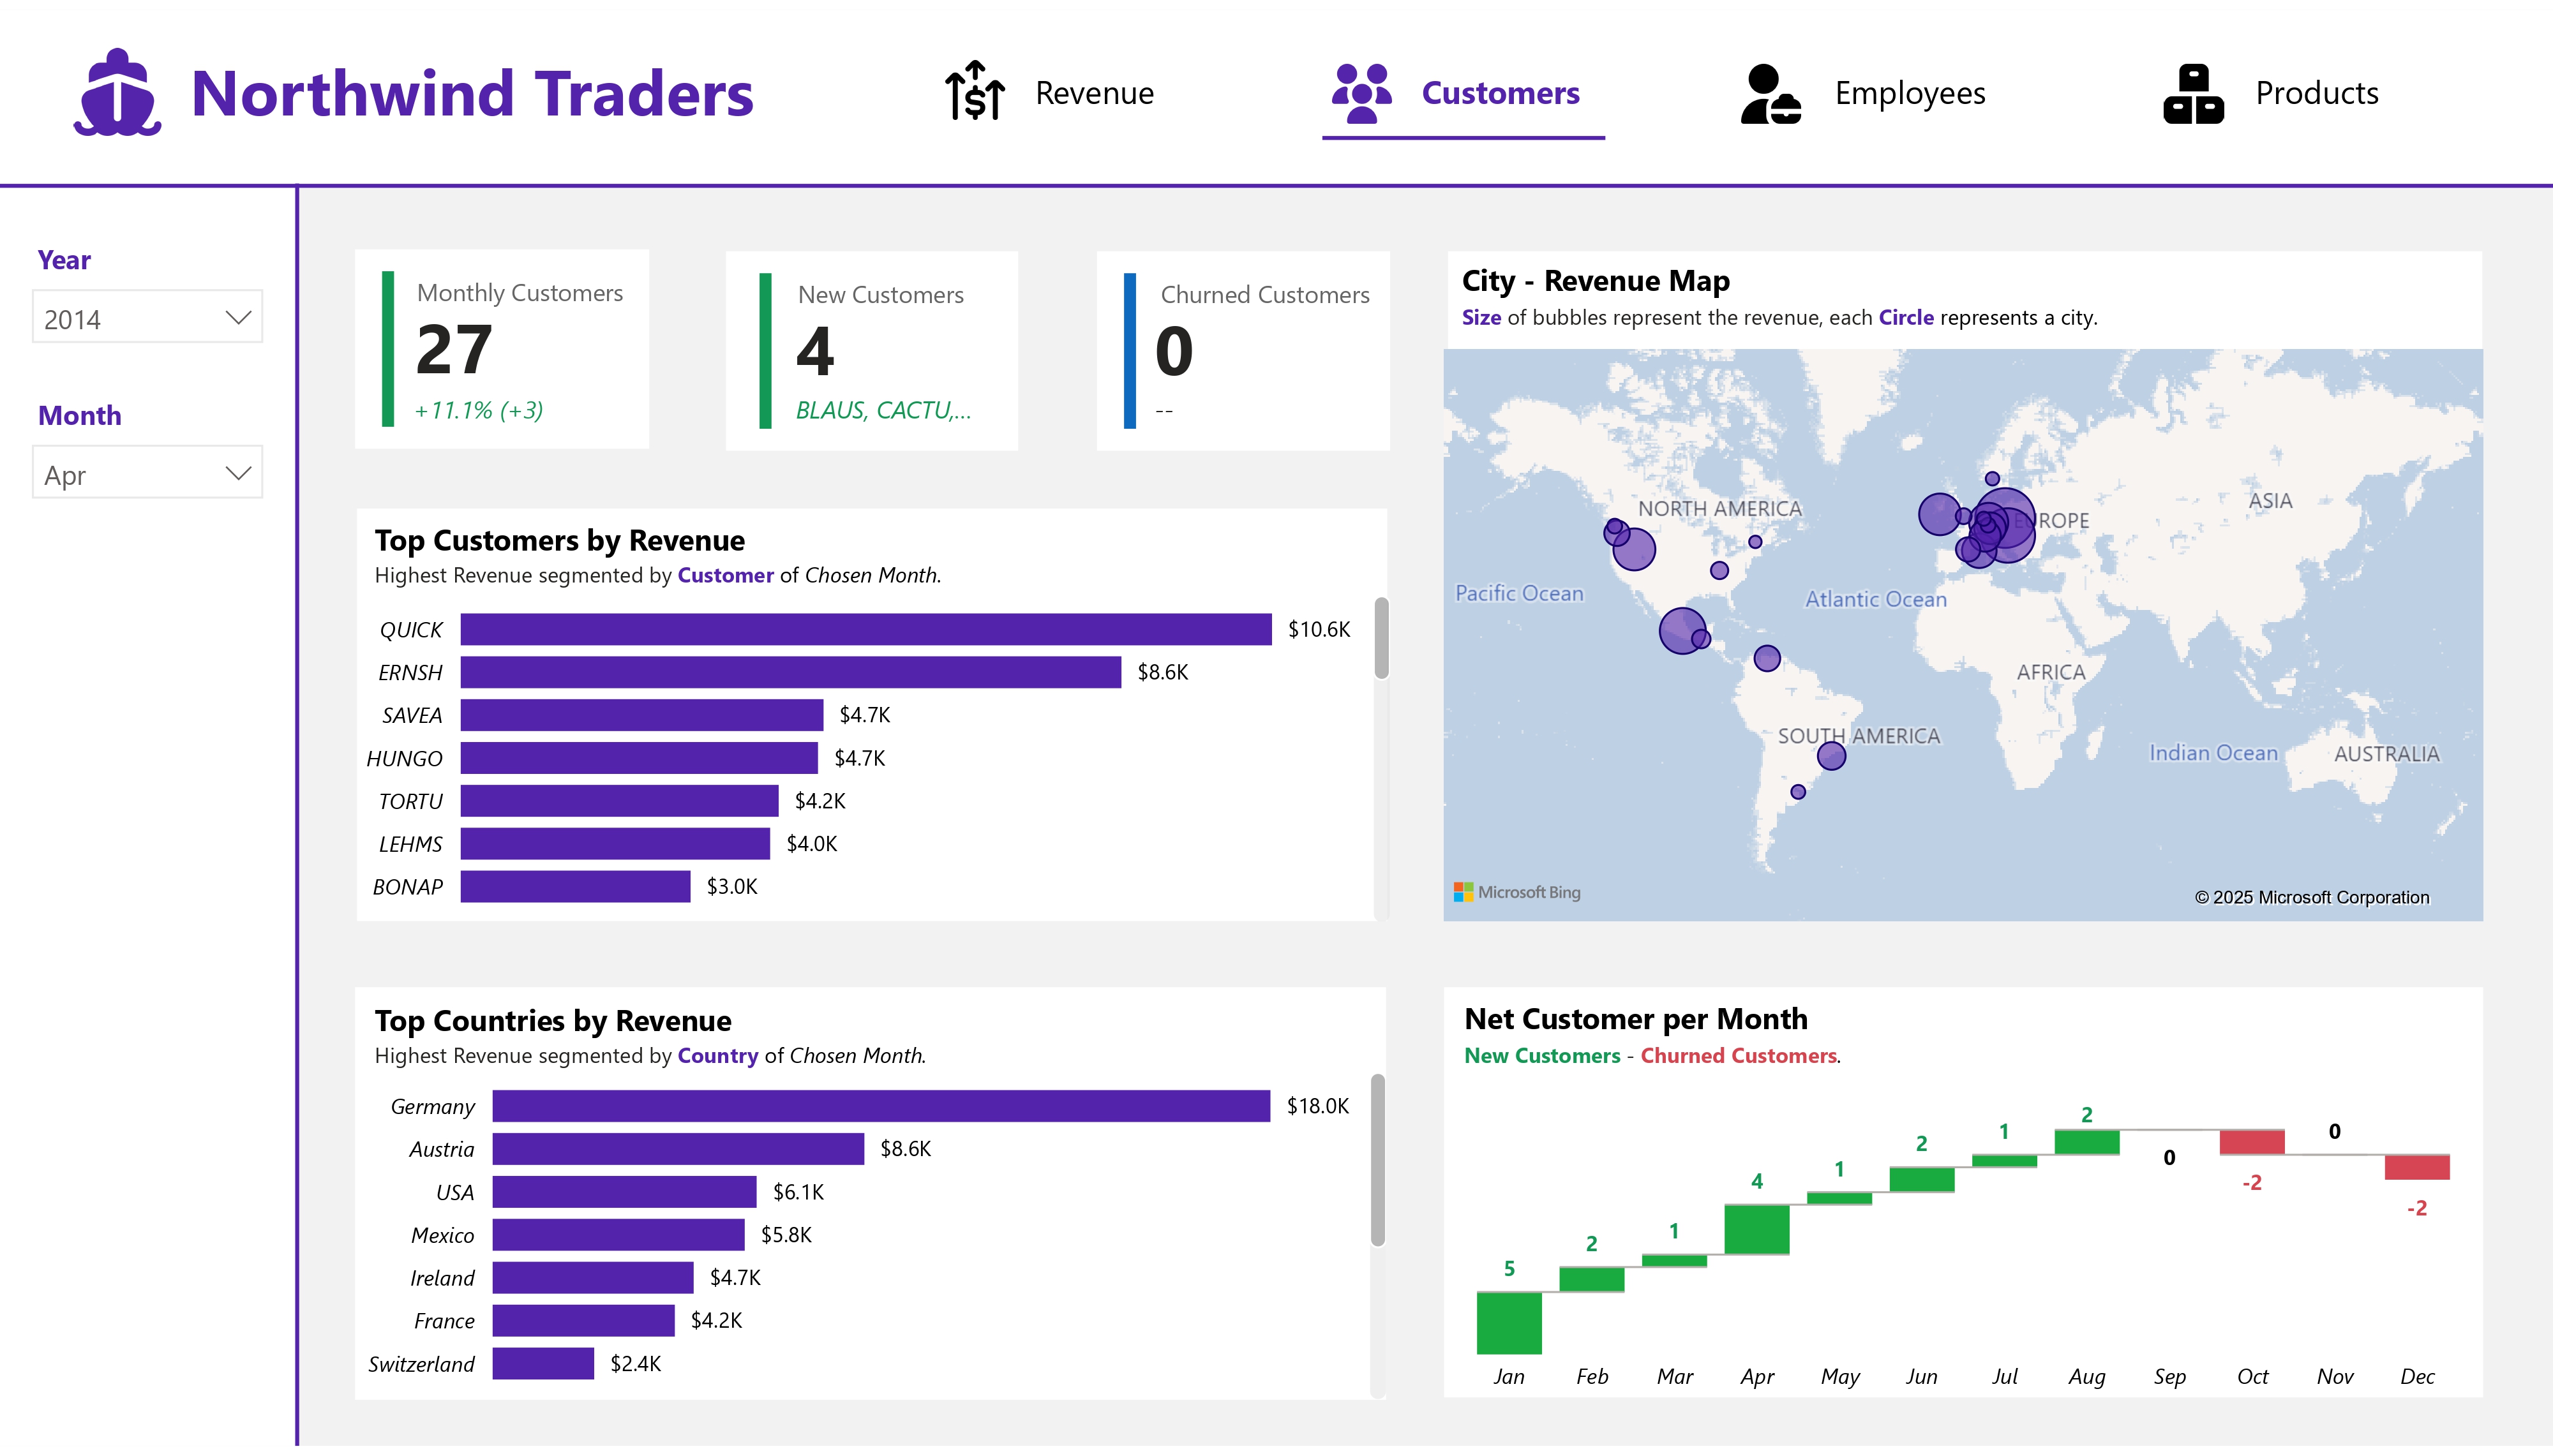 Northwind Traders
Revenue
Customers
Employees
Products
Year
2014
Month
Apr
Monthly Customers
27
+11.1% (+3)
New Customers
4
BLAUS, CACTU,...
Churned Customers
0
--
City - Revenue Map
Size of bubbles represent the revenue, each Circle represents a city.
NORTH AMERICA
EUROPE
ASIA
Pacific Ocean
Atlantic Ocean
AFRICA
SOUTH AMERICA
Indian Ocean
AUSTRALIA
Microsoft Bing
© 2025 Microsoft Corporation
Top Customers by Revenue
Highest Revenue segmented by Customer of Chosen Month.
QUICK $10.6K
ERNSH $8.6K
SAVEA $4.7K
HUNGO $4.7K
TORTU $4.2K
LEHMS $4.0K
BONAP $3.0K
Top Countries by Revenue
Highest Revenue segmented by Country of Chosen Month.
Germany $18.0K
Austria $8.6K
USA $6.1K
Mexico $5.8K
Ireland $4.7K
France $4.2K
Switzerland $2.4K
Net Customer per Month
New Customers - Churned Customers.
5 2 1 4 1 2 1 2 0 -2 0 -2
Jan Feb Mar Apr May Jun Jul Aug Sep Oct Nov Dec